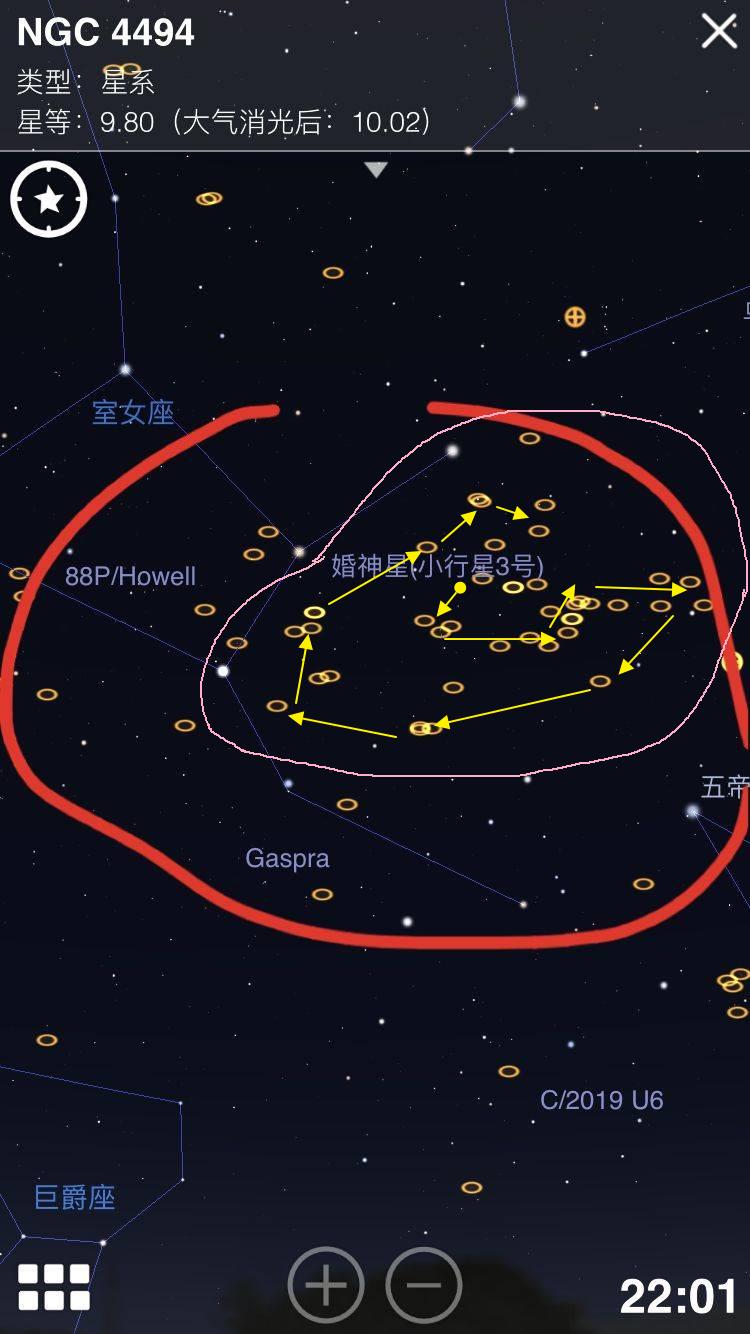 NGC 4494
类型：星系
星等：9.80（大气消光后：10.02）
室女座
婚神星(小行星3号)
88P/Howell
五帝
Gaspra
C/2019 U6
巨爵座
22:01